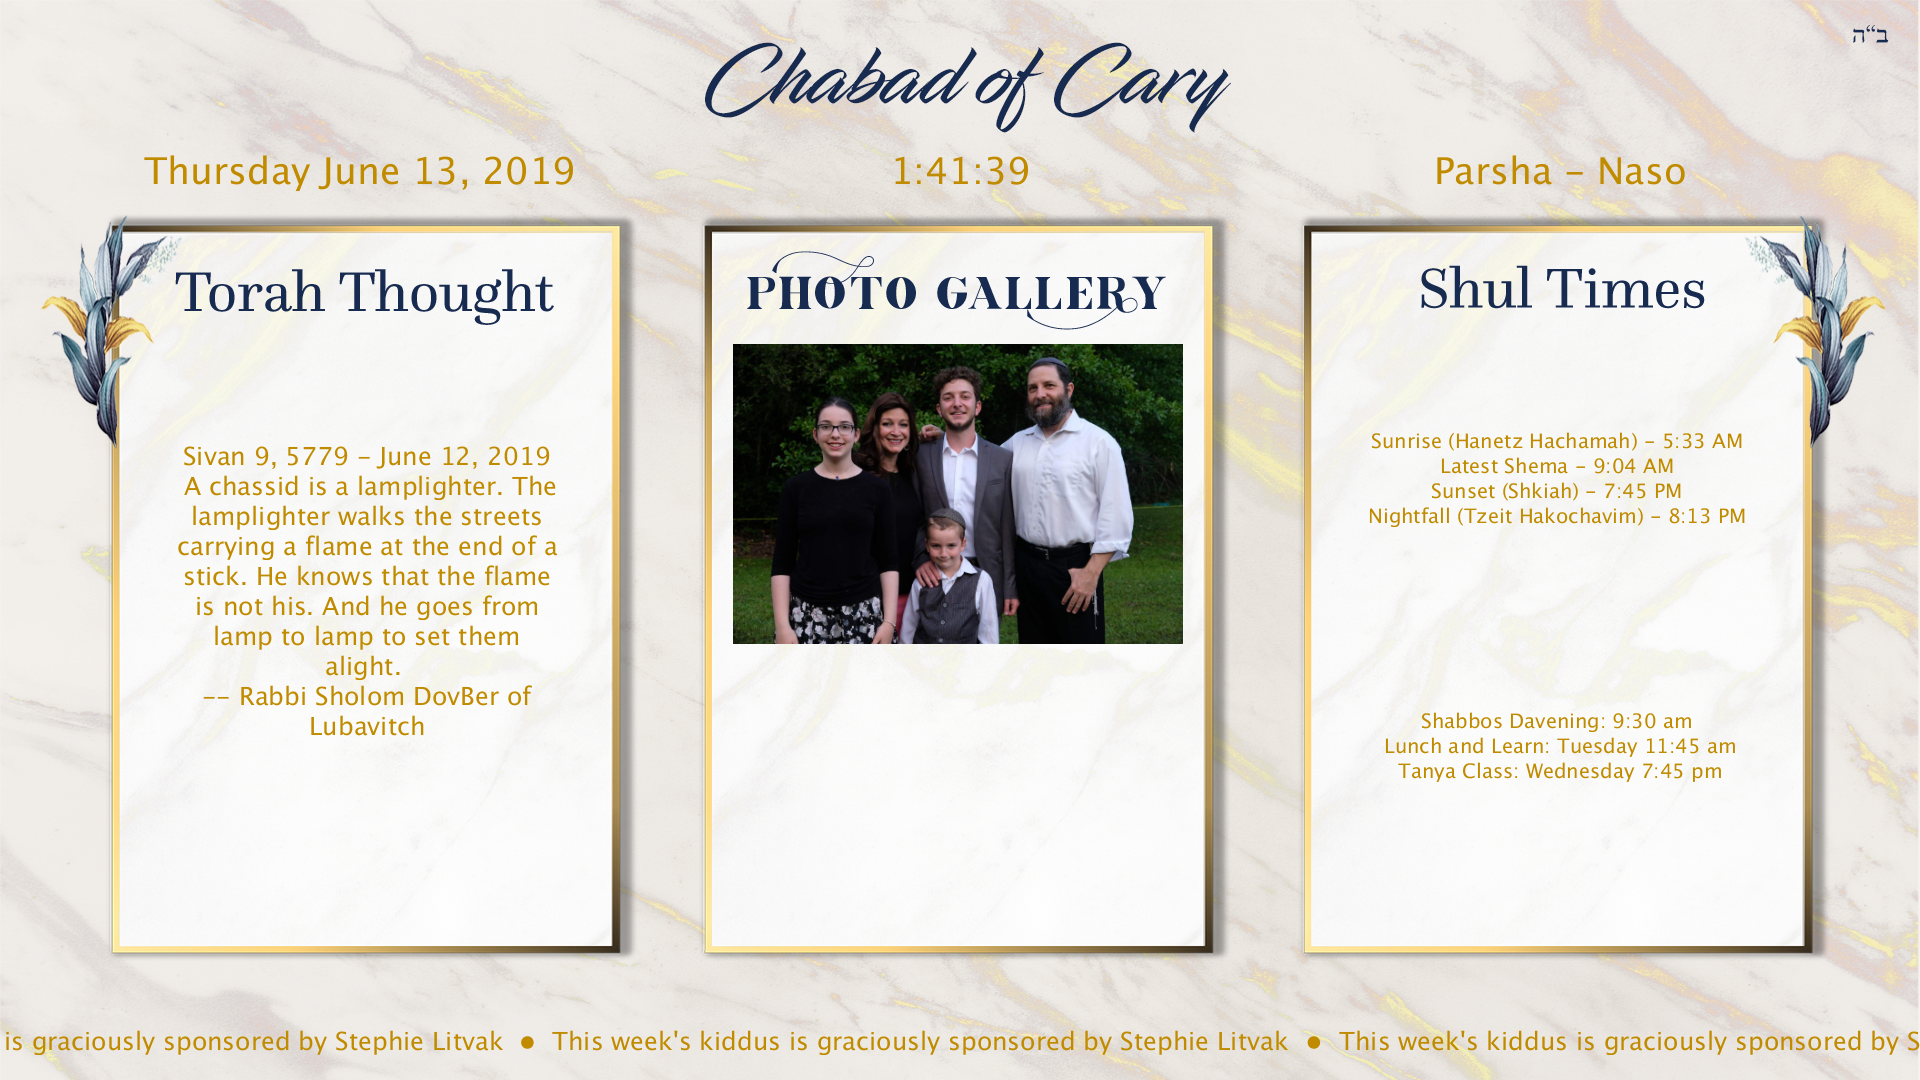 ב"ה
Chabad of Cary
Thursday June 13, 2019
1:41:39
Parsha - Naso
Torah Thought
Sivan 9, 5779 - June 12, 2019
A chassid is a lamplighter. The
lamplighter walks the streets
carrying a flame at the end of a
stick. He knows that the flame
is not his. And he goes from
lamp to lamp to set them
alight.
-- Rabbi Sholom DovBer of
Lubavitch
PHOTO GALLERY
Shul Times
Sunrise (Hanetz Hachamah) - 5:33 AM
Latest Shema - 9:04 AM
Sunset (Shkiah) - 7:45 PM
Nightfall (Tzeit Hakochavim) - 8:13 PM
Shabbos Davening: 9:30 am
Lunch and Learn: Tuesday 11:45 am
Tanya Class: Wednesday 7:45 pm
is graciously sponsored by Stephie Litvak ● This week's kiddus is graciously sponsored by Stephie Litvak ● This week's kiddus is graciously sponsored by S